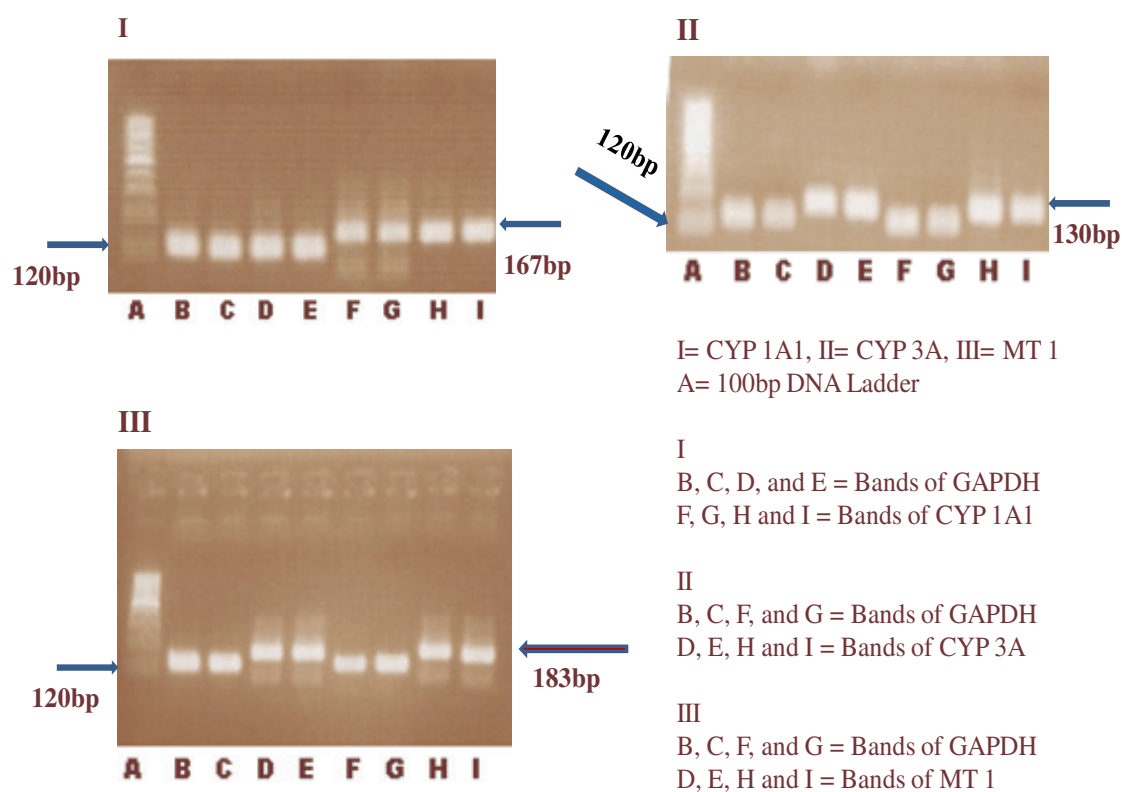 I
120bp
167bp
A B C D E F G H I
II
120bp
130bp
A B C D E F G H I
I= CYP 1A1, II= CYP 3A, III= MT 1
A= 100bp DNA Ladder
I
B, C, D, and E = Bands of GAPDH
F, G, H and I = Bands of CYP 1A1
II
B, C, F, and G = Bands of GAPDH
D, E, H and I = Bands of CYP 3A
III
B, C, F, and G = Bands of GAPDH
D, E, H and I = Bands of MT 1
III
120bp
183bp
A B C D E F G H I